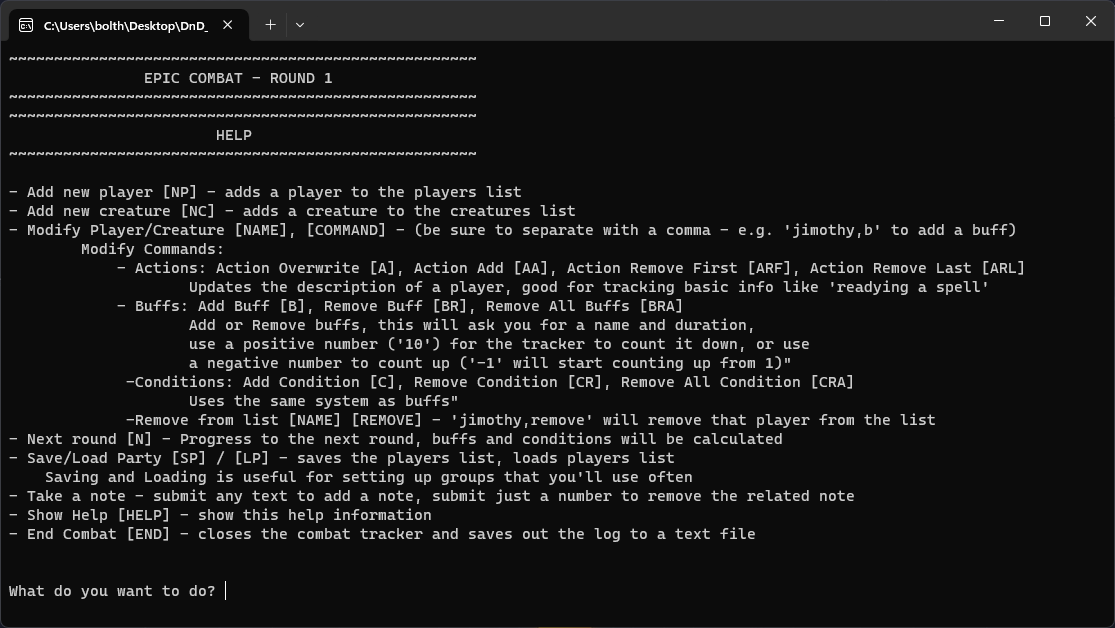 C:\Users\bolth\Desktop\DnD_
~~~~~~~~~~~~~~~~~~~~~~~~~~~~~~~~~~~~~~~~~~~~~~~~~~~~
EPIC COMBAT - ROUND 1
~~~~~~~~~~~~~~~~~~~~~~~~~~~~~~~~~~~~~~~~~~~~~~~~~~~~
~~~~~~~~~~~~~~~~~~~~~~~~~~~~~~~~~~~~~~~~~~~~~~~~~~~~
HELP
~~~~~~~~~~~~~~~~~~~~~~~~~~~~~~~~~~~~~~~~~~~~~~~~~~~~
- Add new player [NP] - adds a player to the players list
- Add new creature [NC] - adds a creature to the creatures list
- Modify Player/Creature [NAME], [COMMAND] - (be sure to separate with a comma - e.g. 'jimothy,b' to add a buff)
Modify Commands:
- Actions: Action Overwrite [A], Action Add [AA], Action Remove First [ARF], Action Remove Last [ARL]
Updates the description of a player, good for tracking basic info like 'readying a spell'
- Buffs: Add Buff [B], Remove Buff [BR], Remove All Buffs [BRA]
Add or Remove buffs, this will ask you for a name and duration,
use a positive number ('10') for the tracker to count it down, or use
a negative number to count up ('-1' will start counting up from 1)"
-Conditions: Add Condition [C], Remove Condition [CR], Remove All Condition [CRA]
Uses the same system as buffs"
-Remove from list [NAME] [REMOVE] - 'jimothy,remove' will remove that player from the list
- Next round [N] - Progress to the next round, buffs and conditions will be calculated
- Save/Load Party [SP] / [LP] - saves the players list, loads players list
Saving and Loading is useful for setting up groups that you'll use often
- Take a note - submit any text to add a note, submit just a number to remove the related note
- Show Help [HELP] - show this help information
- End Combat [END] - closes the combat tracker and saves out the log to a text file
What do you want to do?